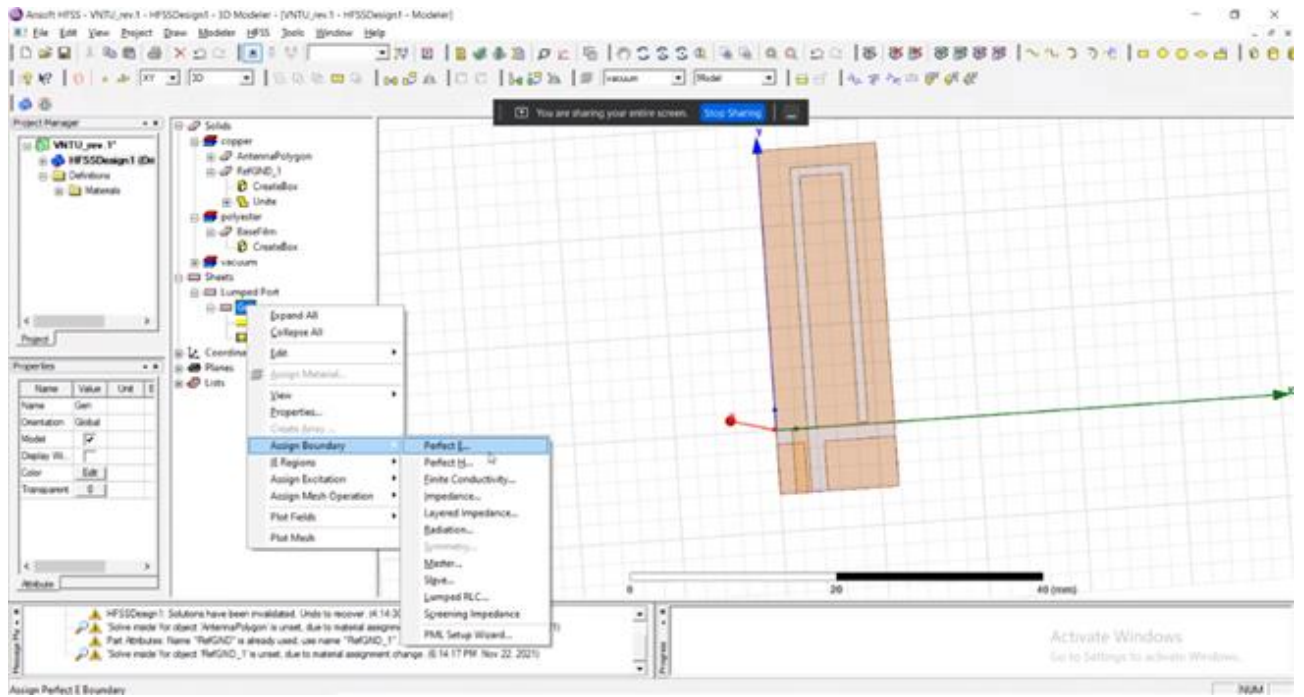 Ansoft HFSS - VNTU_rev.1 - HFSSDesign1 - 3D Modeler - [VNTU_rev.1 - HFSSDesign1 - Modeler]
File Edit View Project Draw Modeler HFSS Tools Window Help
XY 3D vacuum Model
You are sharing your entire screen. Stop Sharing
Project Manager
VNTU_rev.1*
HFSSDesign1 (Dri
Definitions
Materials
Project
Properties
Name Value Unit E
Name Gen
Orientation Global
Model
Display Wi...
Color Edit
Transparent 0
Attribute
Solids
copper
AntennaPolygon
RefGND_1
CreateBox
Unite
polyester
BaseFilm
CreateBox
vacuum
Sheets
Lumped Port
Coordina
Planes
Lists
Expand All
Collapse All
Edit
Assign Material...
View
Properties...
Create Array ...
Assign Boundary
IE Regions
Assign Excitation
Assign Mesh Operation
Plot Fields
Plot Mesh
Perfect E...
Perfect H...
Finite Conductivity...
Impedance...
Layered Impedance...
Radiation...
Symmetry...
Master...
Slave...
Lumped RLC...
Screening Impedance
PML Setup Wizard...
Y
X
0 20 40 (mm)
HFSSDesign1: Solutions have been invalidated. Undo to recover.
'Solve inside' for object 'AntennaPolygon' is unset, due to material assignm
Part Attributes: Name "RefGND" is already used, use name "RefGND_1"
'Solve inside' for object 'RefGND_1' is unset, due to material assignment change. (6:14:17 PM Nov 22, 2021)
Progress
Activate Windows
Go to Settings to activate Windows.
Assign Perfect E Boundary
NUM